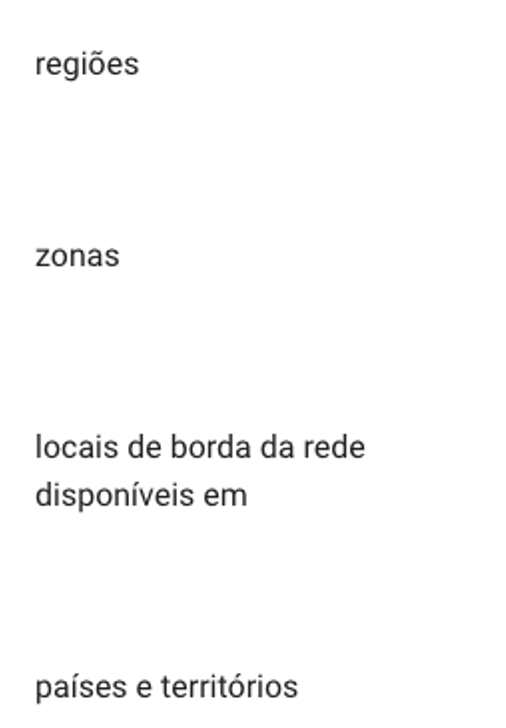 regiões
zonas
locais de borda da rede
disponíveis em
países e territórios